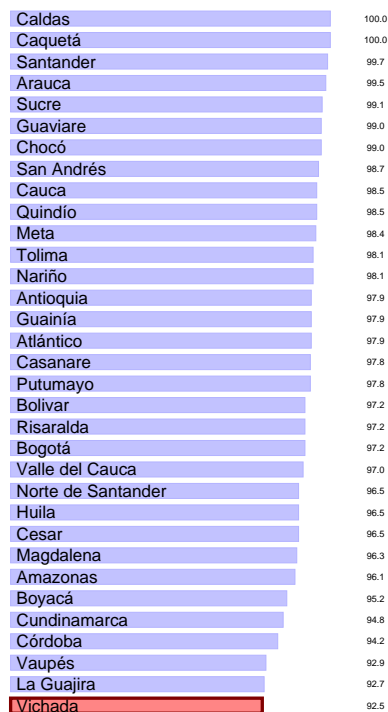 Caldas 100.0
Caquetá 100.0
Santander 99.7
Arauca 99.5
Sucre 99.1
Guaviare 99.0
Chocó 99.0
San Andrés 98.7
Cauca 98.5
Quindío 98.5
Meta 98.4
Tolima 98.1
Nariño 98.1
Antioquia 97.9
Guainía 97.9
Atlántico 97.9
Casanare 97.8
Putumayo 97.8
Bolivar 97.2
Risaralda 97.2
Bogotá 97.2
Valle del Cauca 97.0
Norte de Santander 96.5
Huila 96.5
Cesar 96.5
Magdalena 96.3
Amazonas 96.1
Boyacá 95.2
Cundinamarca 94.8
Córdoba 94.2
Vaupés 92.9
La Guajira 92.7
Vichada 92.5